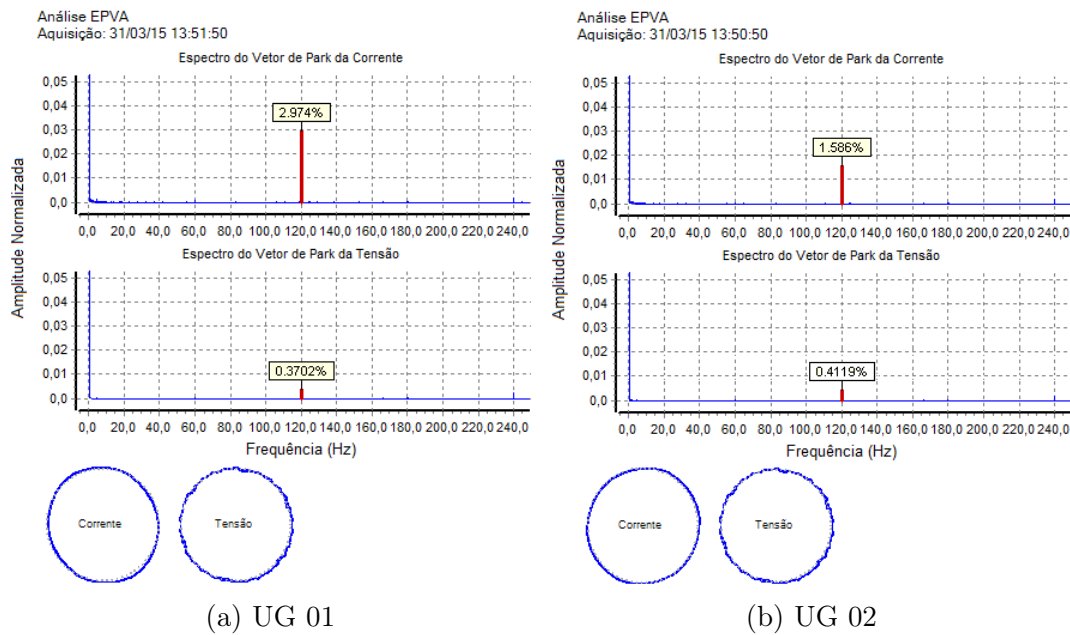 Análise EPVA
Aquisição: 31/03/15 13:51:50
Espectro do Vetor de Park da Corrente
0,05
0,04
0,03
0,02
0,01
0,0
2.974%
0,0 20,0 40,0 60,0 80,0 100,0 120,0 140,0 160,0 180,0 200,0 220,0 240,0
Espectro do Vetor de Park da Tensão
0,05
0,04
0,03
0,02
0,01
0,0
0.3702%
0,0 20,0 40,0 60,0 80,0 100,0 120,0 140,0 160,0 180,0 200,0 220,0 240,0
Amplitude Normalizada
Frequência (Hz)
Corrente
Tensão
(a) UG 01
Análise EPVA
Aquisição: 31/03/15 13:50:50
Espectro do Vetor de Park da Corrente
0,05
0,04
0,03
0,02
0,01
0,0
1.586%
0,0 20,0 40,0 60,0 80,0 100,0 120,0 140,0 160,0 180,0 200,0 220,0 240,0
Espectro do Vetor de Park da Tensão
0,05
0,04
0,03
0,02
0,01
0,0
0.4119%
0,0 20,0 40,0 60,0 80,0 100,0 120,0 140,0 160,0 180,0 200,0 220,0 240,0
Amplitude Normalizada
Frequência (Hz)
Corrente
Tensão
(b) UG 02